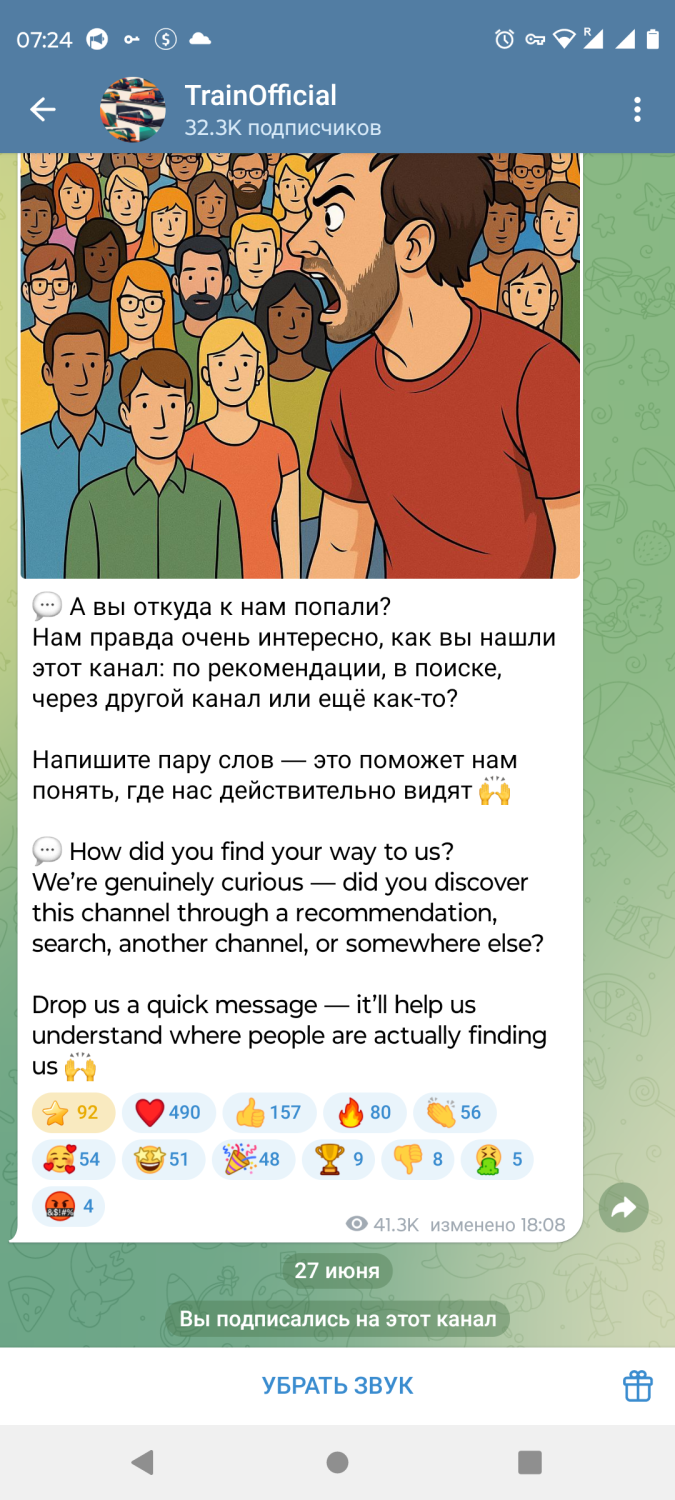 07:24
R
TrainOfficial
32.3K подписчиков
💬 А вы откуда к нам попали?
Нам правда очень интересно, как вы нашли
этот канал: по рекомендации, в поиске,
через другой канал или ещё как-то?
Напишите пару слов — это поможет нам
понять, где нас действительно видят 🙌
💬 How did you find your way to us?
We're genuinely curious — did you discover
this channel through a recommendation,
search, another channel, or somewhere else?
Drop us a quick message — it'll help us
understand where people are actually finding
us 🙌
⭐ 92 ❤️ 490 👍 157 🔥 80 👏 56
🥰 54 🤩 51 🎉 48 🏆 9 👎 8 🤮 5
🤬 4
41.3K изменено 18:08
27 июня
Вы подписались на этот канал
УБРАТЬ ЗВУК